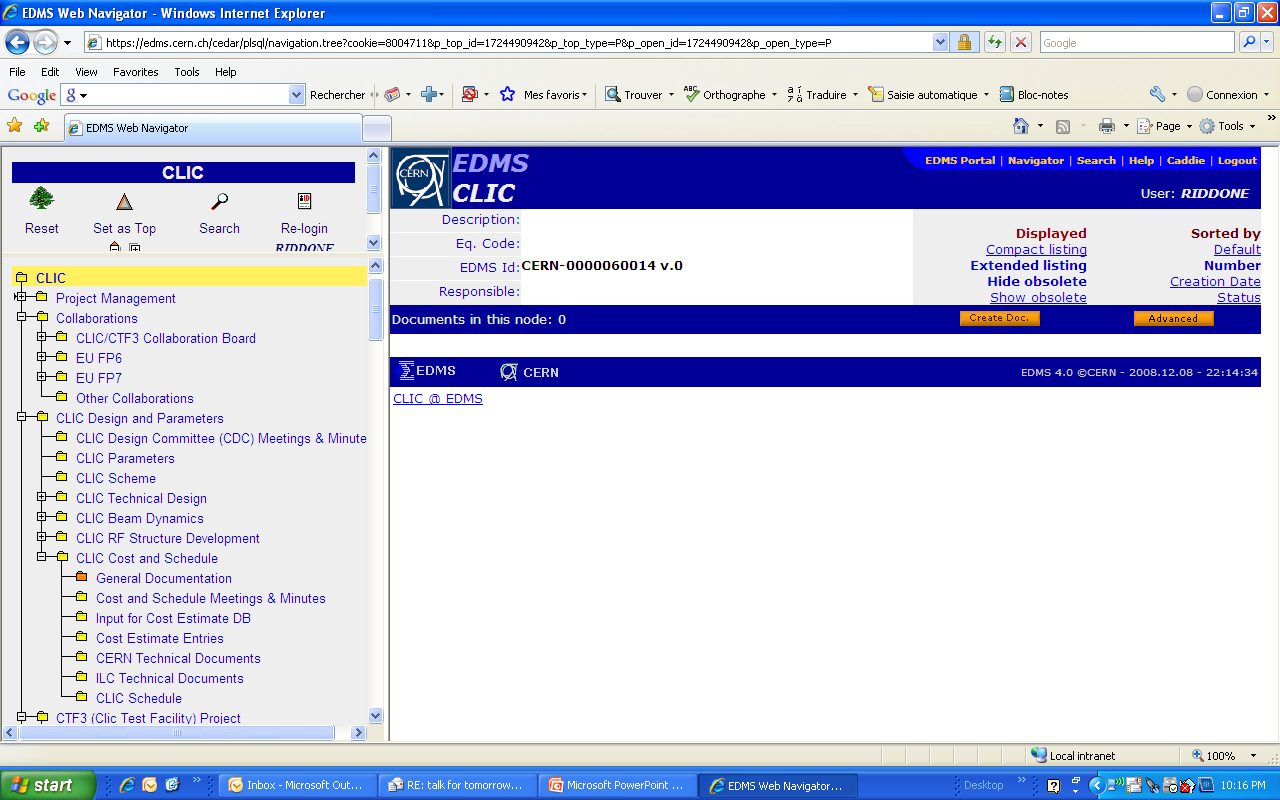 EDMS Web Navigator - Windows Internet Explorer
https://edms.cern.ch/cedar/plsql/navigation.tree?cookie=8004711&p_top_id=1724490942&p_top_type=P&p_open_id=1724490942&p_open_type=P
Google
File Edit View Favorites Tools Help
Google Rechercher Mes favoris Trouver ABC Orthographe Traduire Saisie automatique Bloc-notes Connexion
EDMS Web Navigator Page Tools
CLIC
Reset Set as Top Search Re-login
RIDDONE
CLIC
Project Management
Collaborations
CLIC/CTF3 Collaboration Board
EU FP6
EU FP7
Other Collaborations
CLIC Design and Parameters
CLIC Design Committee (CDC) Meetings & Minute
CLIC Parameters
CLIC Scheme
CLIC Technical Design
CLIC Beam Dynamics
CLIC RF Structure Development
CLIC Cost and Schedule
General Documentation
Cost and Schedule Meetings & Minutes
Input for Cost Estimate DB
Cost Estimate Entries
CERN Technical Documents
ILC Technical Documents
CLIC Schedule
CTF3 (Clic Test Facility) Project
CERN
EDMS
CLIC
EDMS Portal | Navigator | Search | Help | Caddie | Logout
User: RIDDONE
Description:
Eq. Code:
EDMS Id: CERN-0000060014 v.0
Responsible:
Displayed
Compact listing
Extended listing
Hide obsolete
Show obsolete
Sorted by
Default
Number
Creation Date
Status
Documents in this node: 0 Create Doc. Advanced
EDMS CERN EDMS 4.0 ©CERN - 2008.12.08 - 22:14:34
CLIC @ EDMS
Local intranet 100%
start Inbox - Microsoft Out... RE: talk for tomorrow... Microsoft PowerPoint ... EDMS Web Navigator... Desktop 10:16 PM